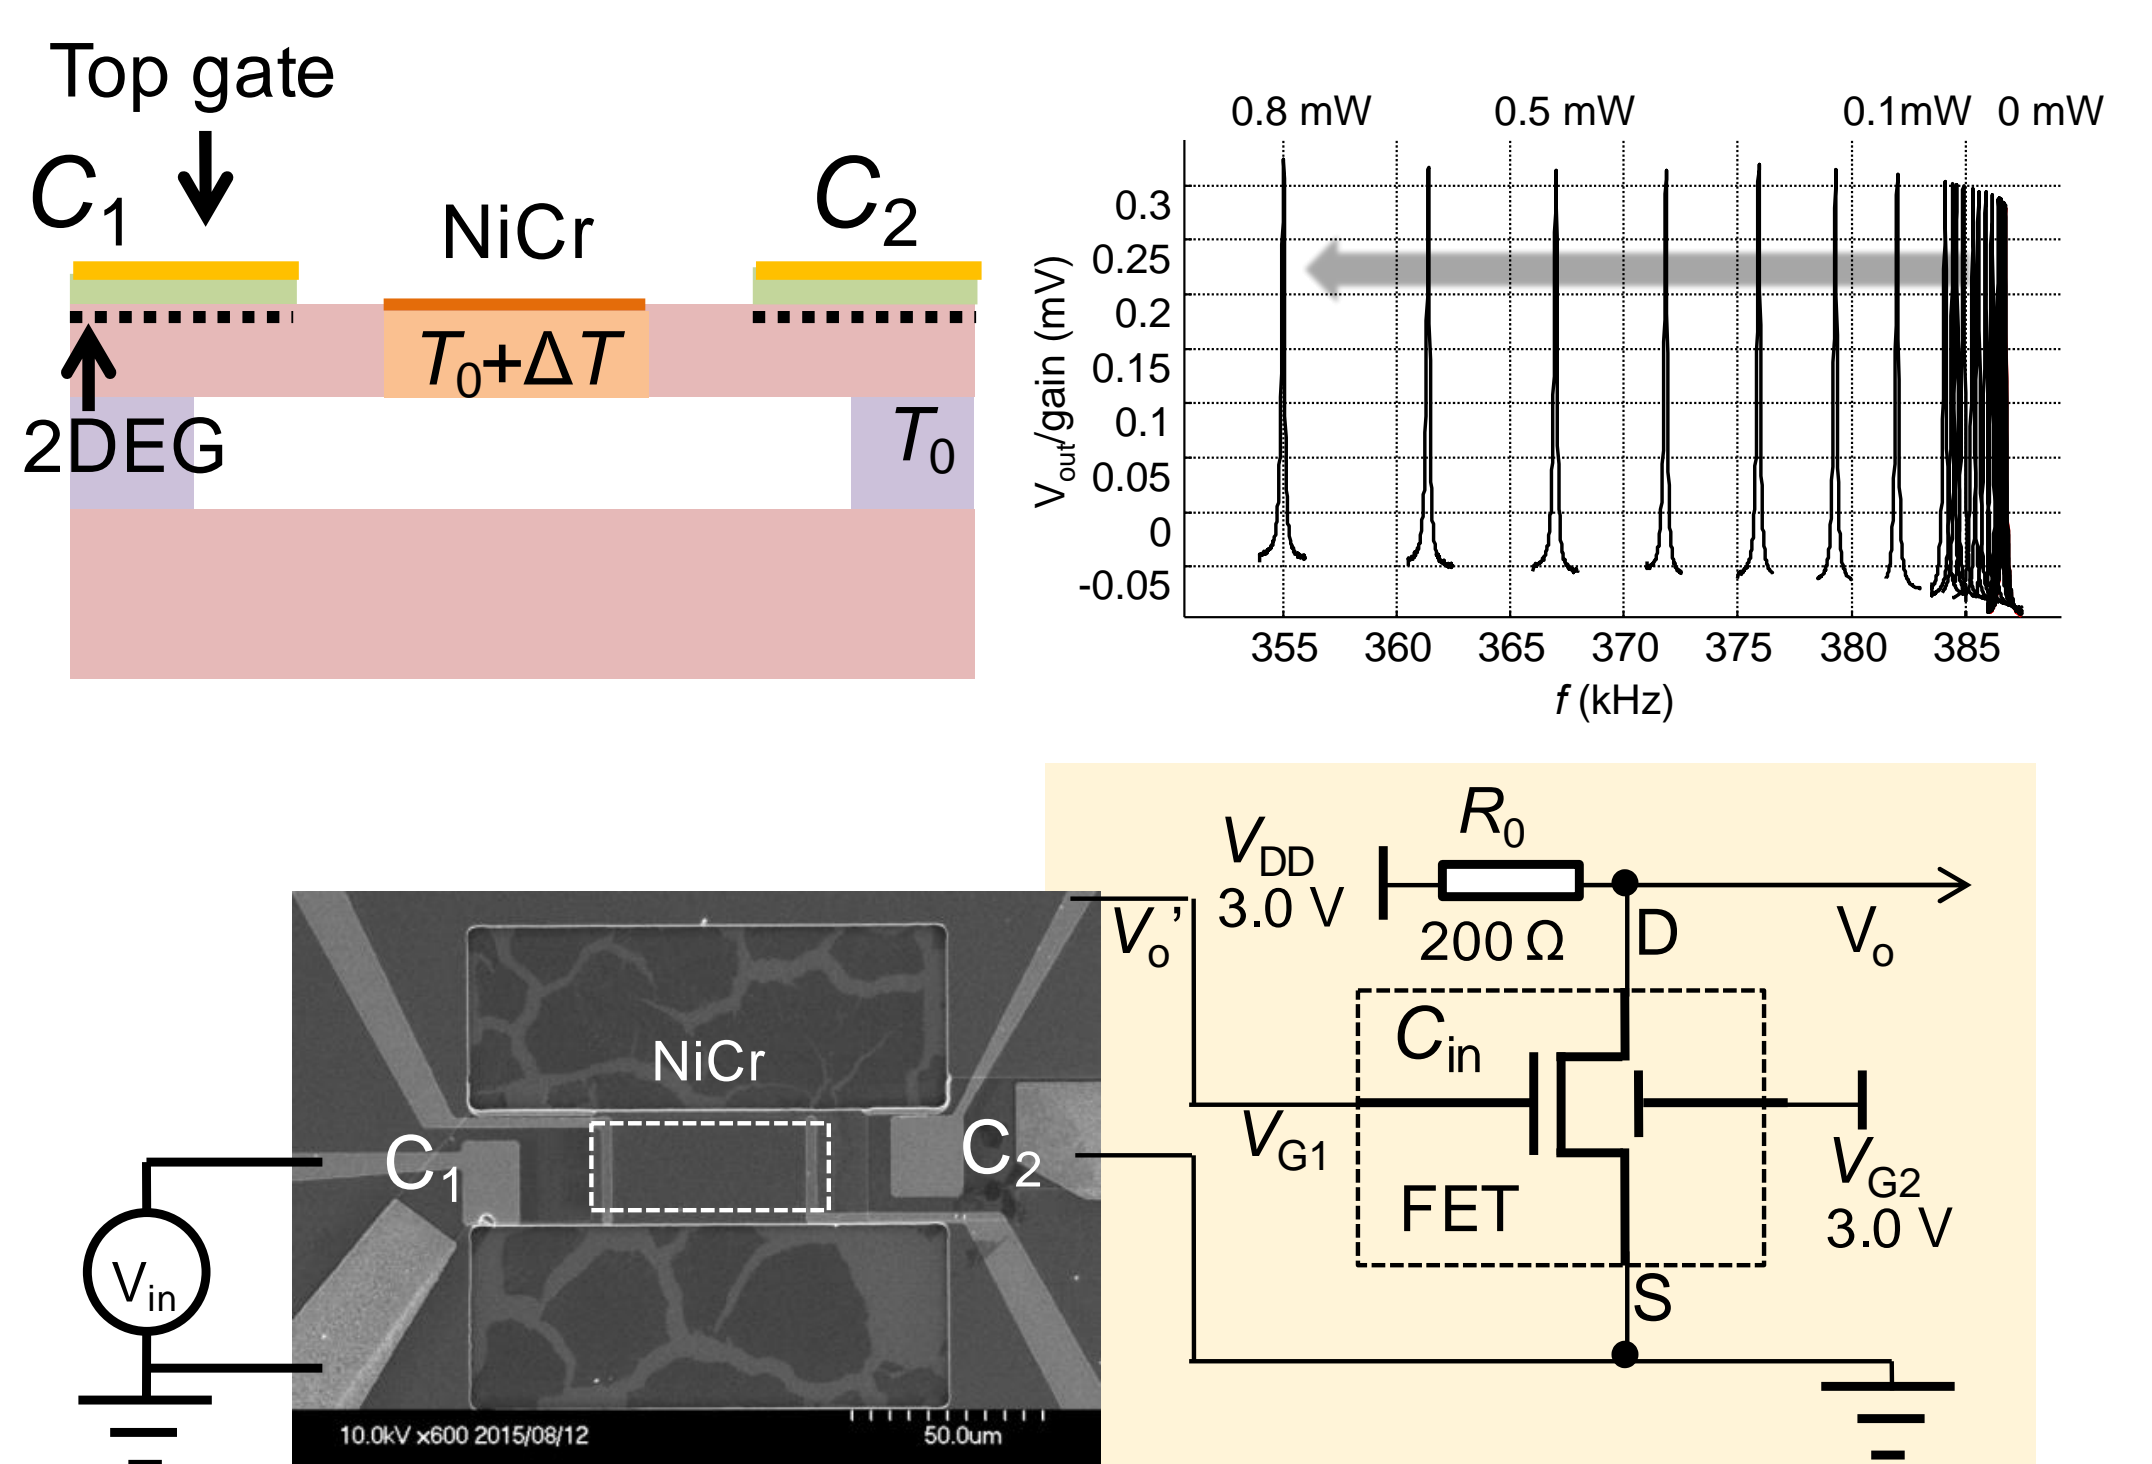 Top gate
C1
NiCr
C2
T0+ΔT
2DEG
T0
0.8 mW 0.5 mW 0.1mW 0 mW
Vout/gain (mV)
0.3
0.25
0.2
0.15
0.1
0.05
0
-0.05
355 360 365 370 375 380 385
f (kHz)
Vin
NiCr
C1
C2
10.0kV x600 2015/08/12 50.0um
Vo’
VDD
3.0 V
R0
200 Ω
D
Vo
Cin
VG1
FET
VG2
3.0 V
S